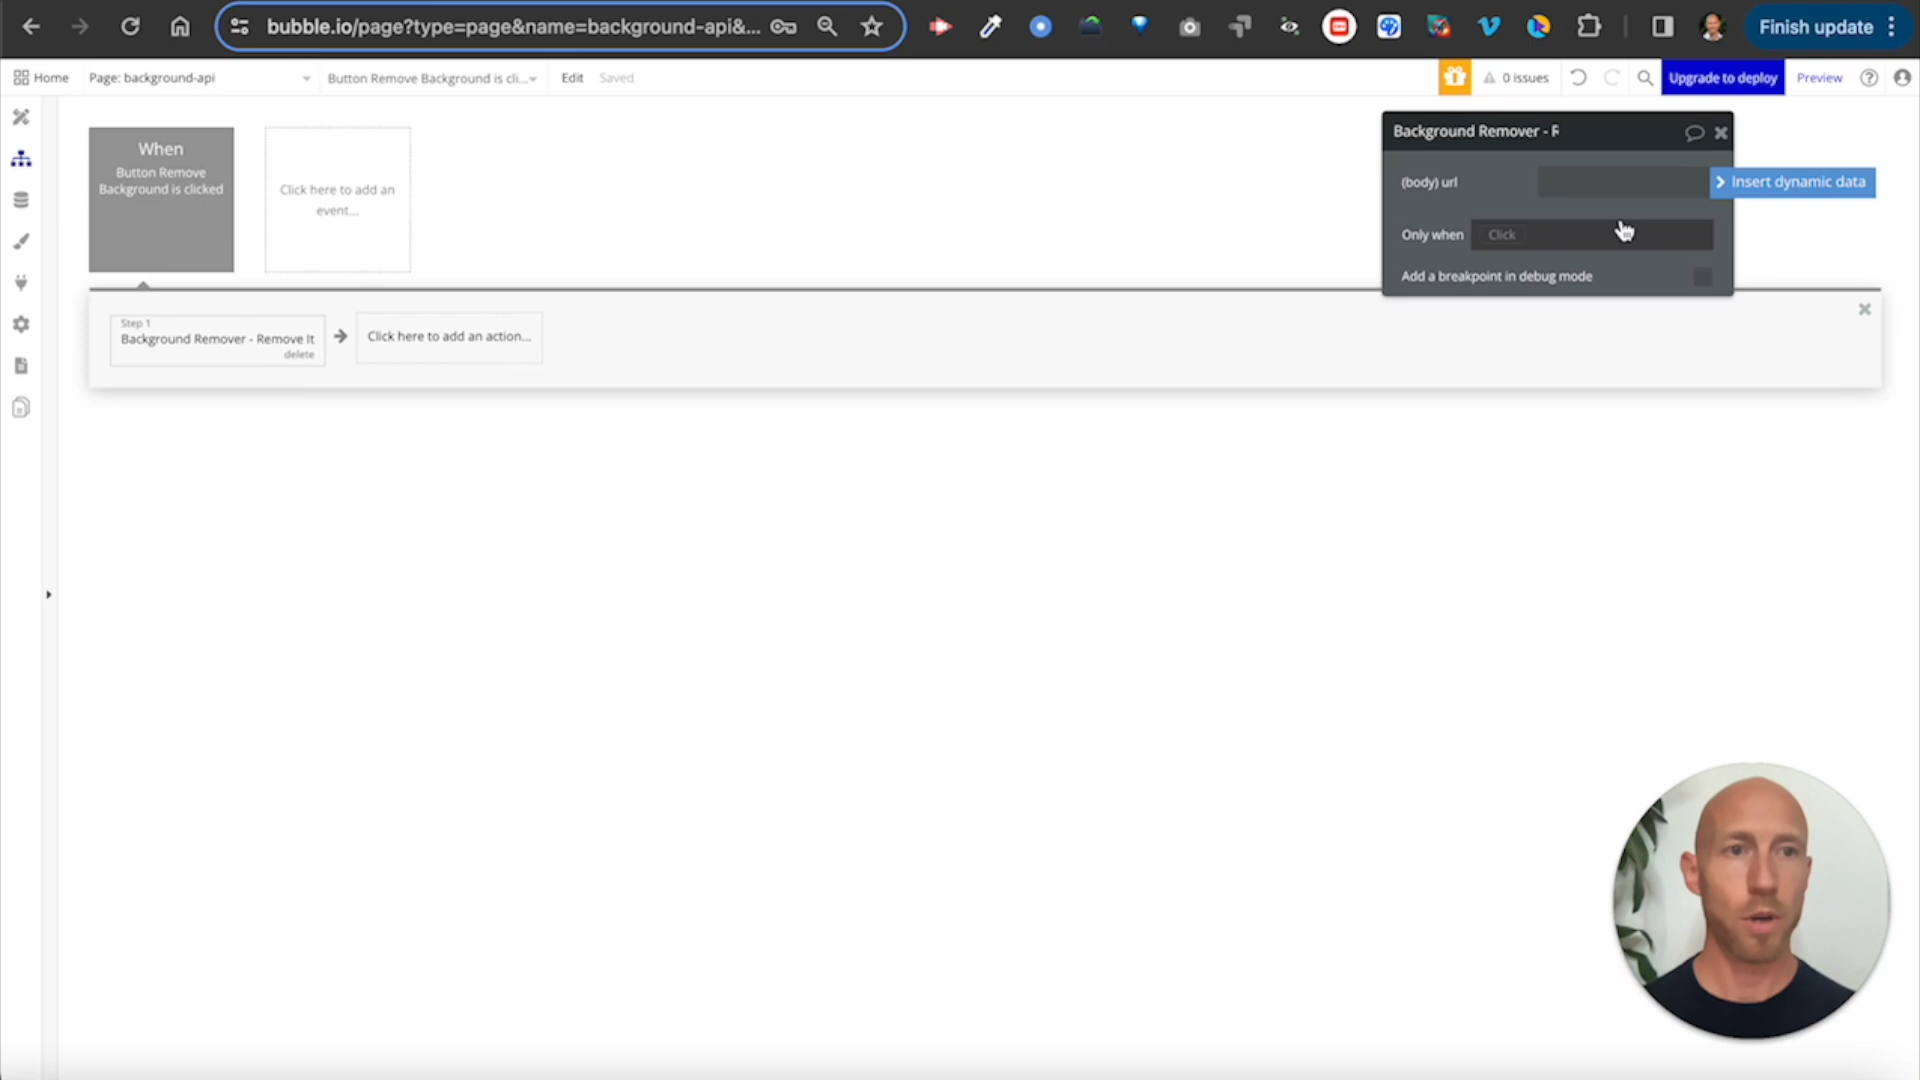 bubble.io/page?type=page&name=background-api&...
Finish update
Home
Page: background-api
Button Remove Background is cli...
Edit
Saved
0 issues
Upgrade to deploy
Preview
When
Button Remove
Background is clicked
Click here to add an
event...
Background Remover - R
(body) url
Insert dynamic data
Only when
Click
Add a breakpoint in debug mode
Step 1
Background Remover - Remove It
delete
Click here to add an action...